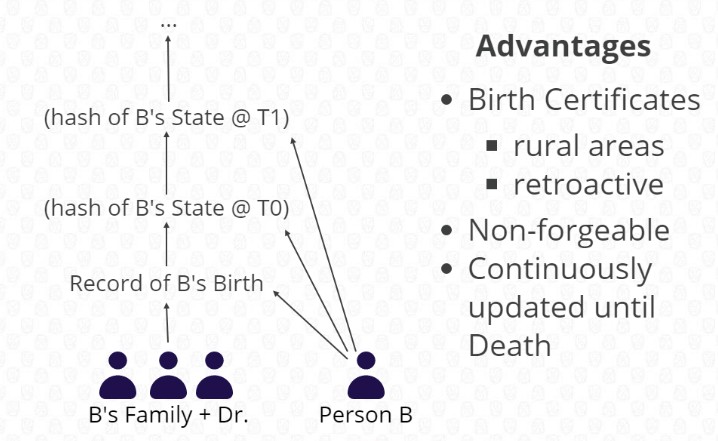 ...
(hash of B's State @ T1)
(hash of B's State @ T0)
Record of B's Birth
B's Family + Dr.
Person B
Advantages
Birth Certificates
rural areas
retroactive
Non-forgeable
Continuously
updated until
Death